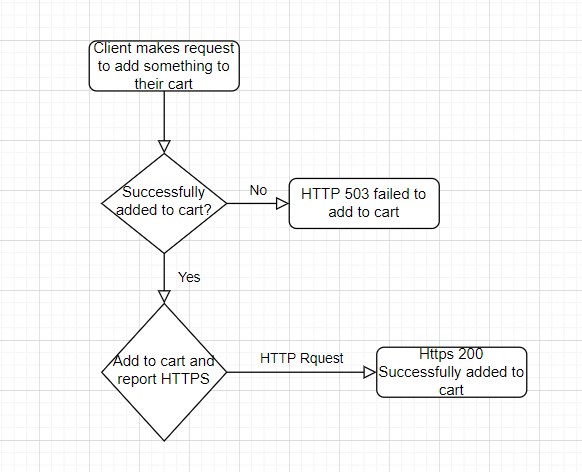 Client makes request
to add something to
their cart
Successfully
added to cart?
No
HTTP 503 failed to
add to cart
Yes
Add to cart and
report HTTPS
HTTP Rquest
Https 200
Successfully added to
cart